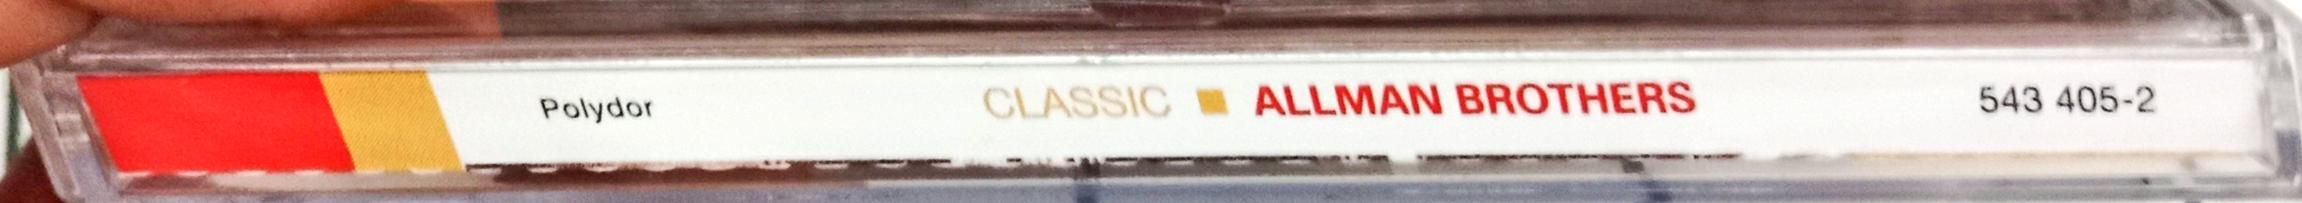 Polydor CLASSIC ■ ALLMAN BROTHERS 543 405-2